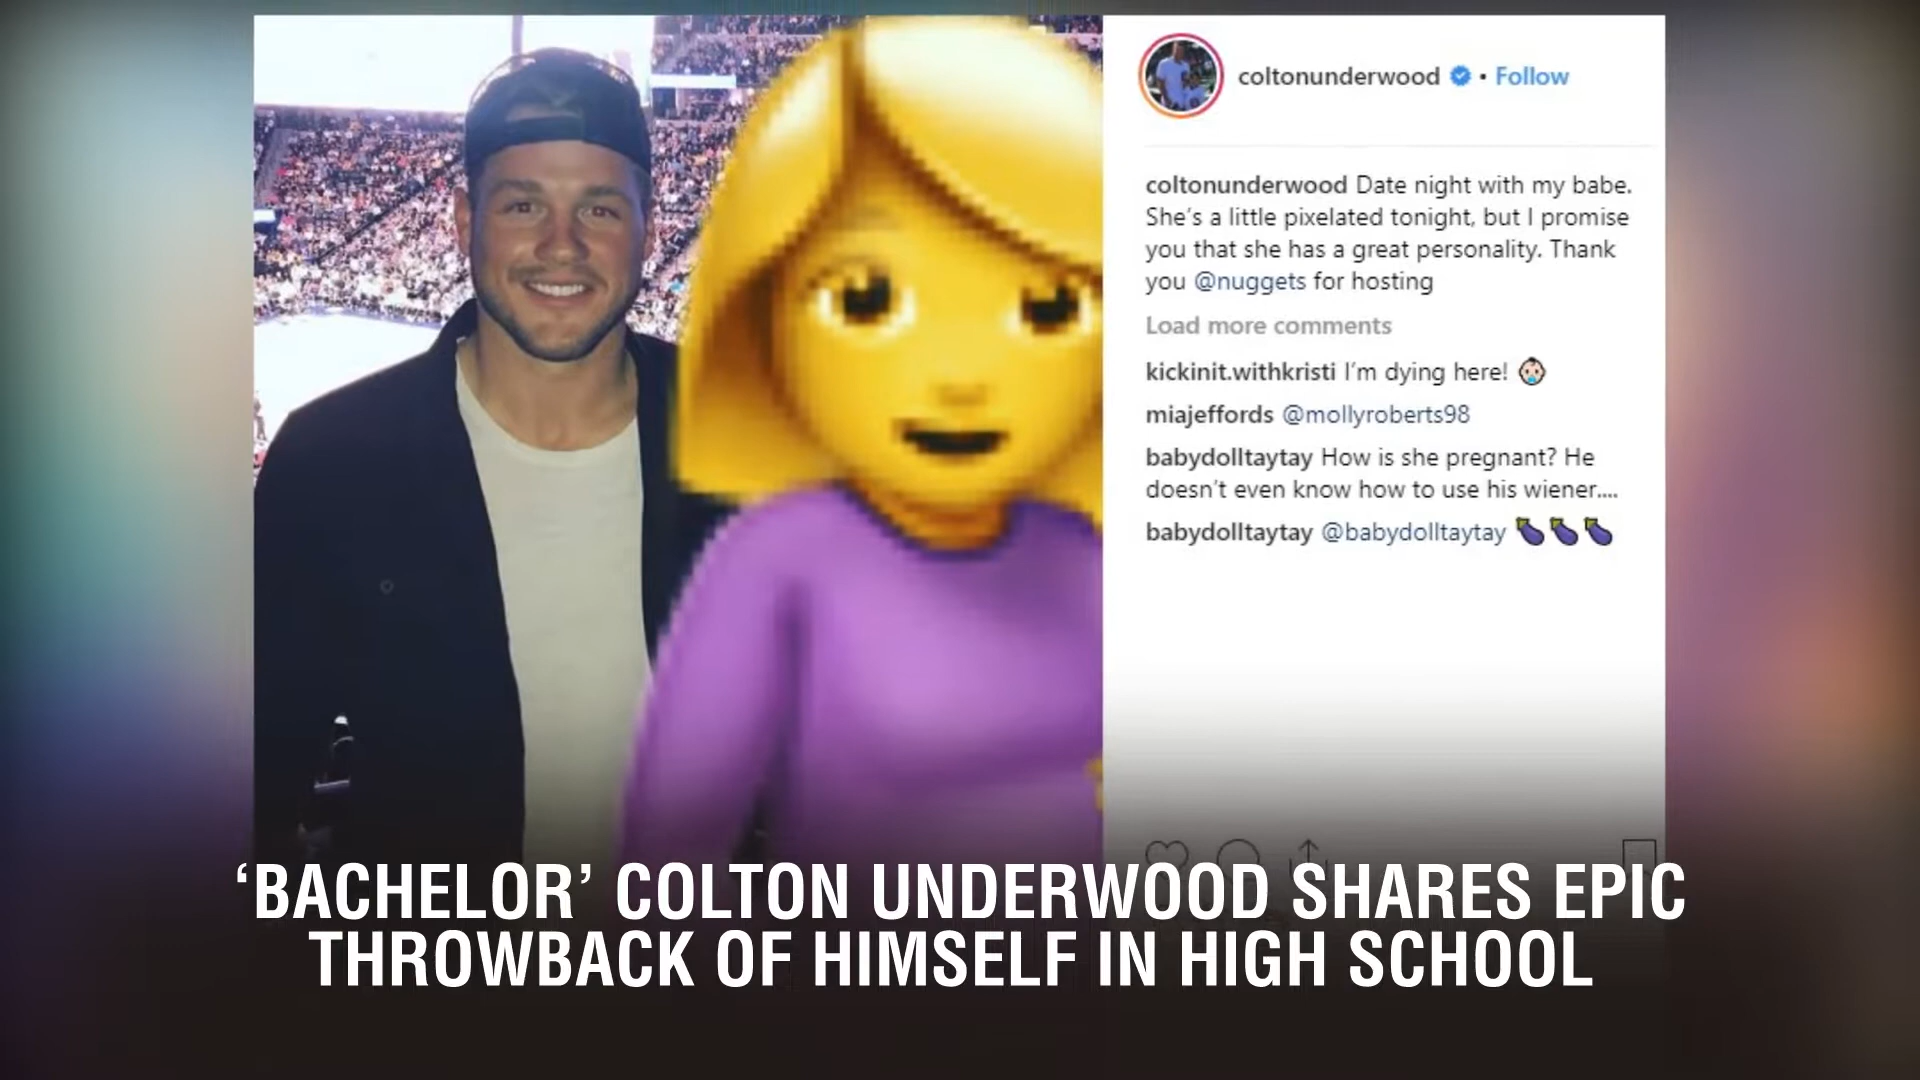 coltonunderwood • Follow
coltonunderwood Date night with my babe.
She's a little pixelated tonight, but I promise
you that she has a great personality. Thank
you @nuggets for hosting
Load more comments
kickinit.withkristi I'm dying here! 👶
miajeffords @mollyroberts98
babydolltaytay How is she pregnant? He
doesn't even know how to use his wiener....
babydolltaytay @babydolltaytay 🍆🍆🍆
‘BACHELOR’ COLTON UNDERWOOD SHARES EPIC
THROWBACK OF HIMSELF IN HIGH SCHOOL